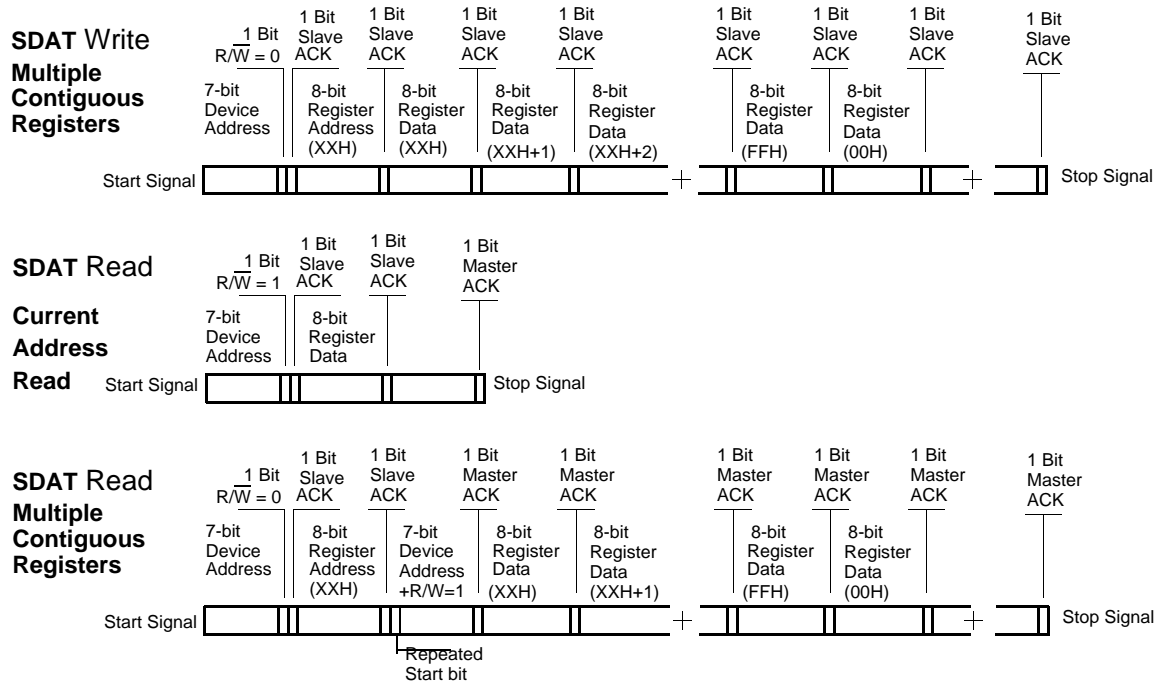 SDAT Write
Multiple
Contiguous
Registers
1 Bit
R/W = 0
1 Bit
Slave
ACK
1 Bit
Slave
ACK
1 Bit
Slave
ACK
1 Bit
Slave
ACK
1 Bit
Slave
ACK
1 Bit
Slave
ACK
1 Bit
Slave
ACK
1 Bit
Slave
ACK
7-bit
Device
Address
8-bit
Register
Address
(XXH)
8-bit
Register
Data
(XXH)
8-bit
Register
Data
(XXH+1)
8-bit
Register
Data
(XXH+2)
8-bit
Register
Data
(FFH)
8-bit
Register
Data
(00H)
Start Signal
+
+
Stop Signal
SDAT Read
Current
Address
Read
1 Bit
R/W = 1
1 Bit
Slave
ACK
1 Bit
Slave
ACK
1 Bit
Master
ACK
7-bit
Device
Address
8-bit
Register
Data
Start Signal
Stop Signal
SDAT Read
Multiple
Contiguous
Registers
1 Bit
R/W = 0
1 Bit
Slave
ACK
1 Bit
Slave
ACK
1 Bit
Master
ACK
1 Bit
Master
ACK
1 Bit
Master
ACK
1 Bit
Master
ACK
1 Bit
Master
ACK
1 Bit
Master
ACK
7-bit
Device
Address
8-bit
Register
Address
(XXH)
7-bit
Device
Address
+R/W=1
8-bit
Register
Data
(XXH)
8-bit
Register
Data
(XXH+1)
8-bit
Register
Data
(FFH)
8-bit
Register
Data
(00H)
Start Signal
+
+
Stop Signal
Repeated
Start bit